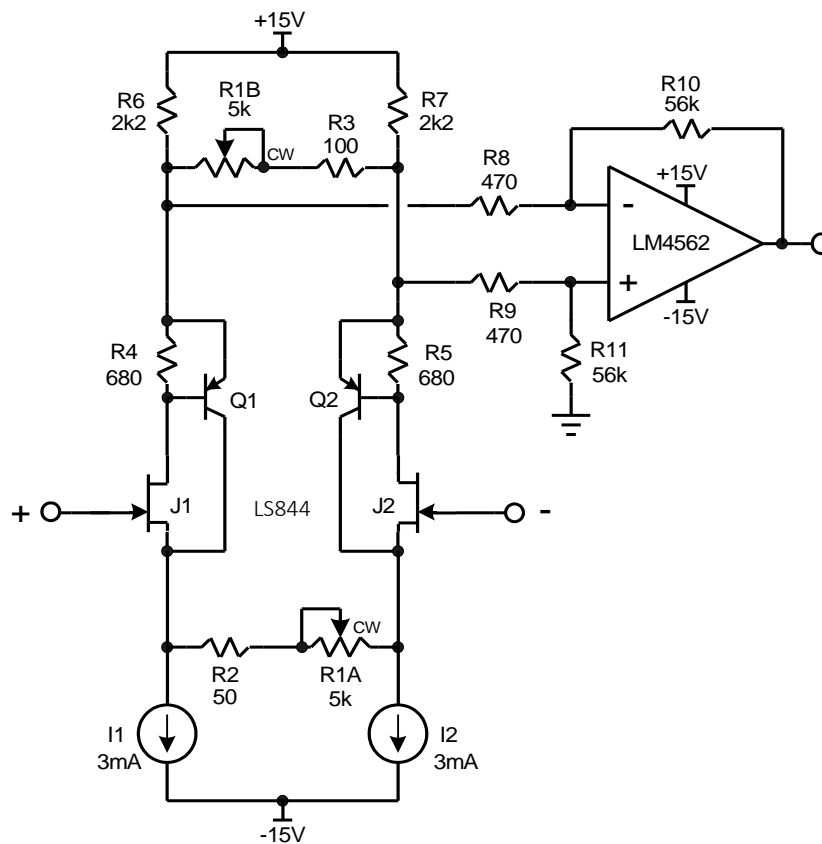 +15V
R6
2k2
R1B
5k
CW
R3
100
R7
2k2
R10
56k
R8
470
+15V
-
LM4562
+
-15V
R9
470
R11
56k
R4
680
Q1
Q2
R5
680
+
J1
LS844
J2
-
R2
50
R1A
5k
CW
I1
3mA
I2
3mA
-15V